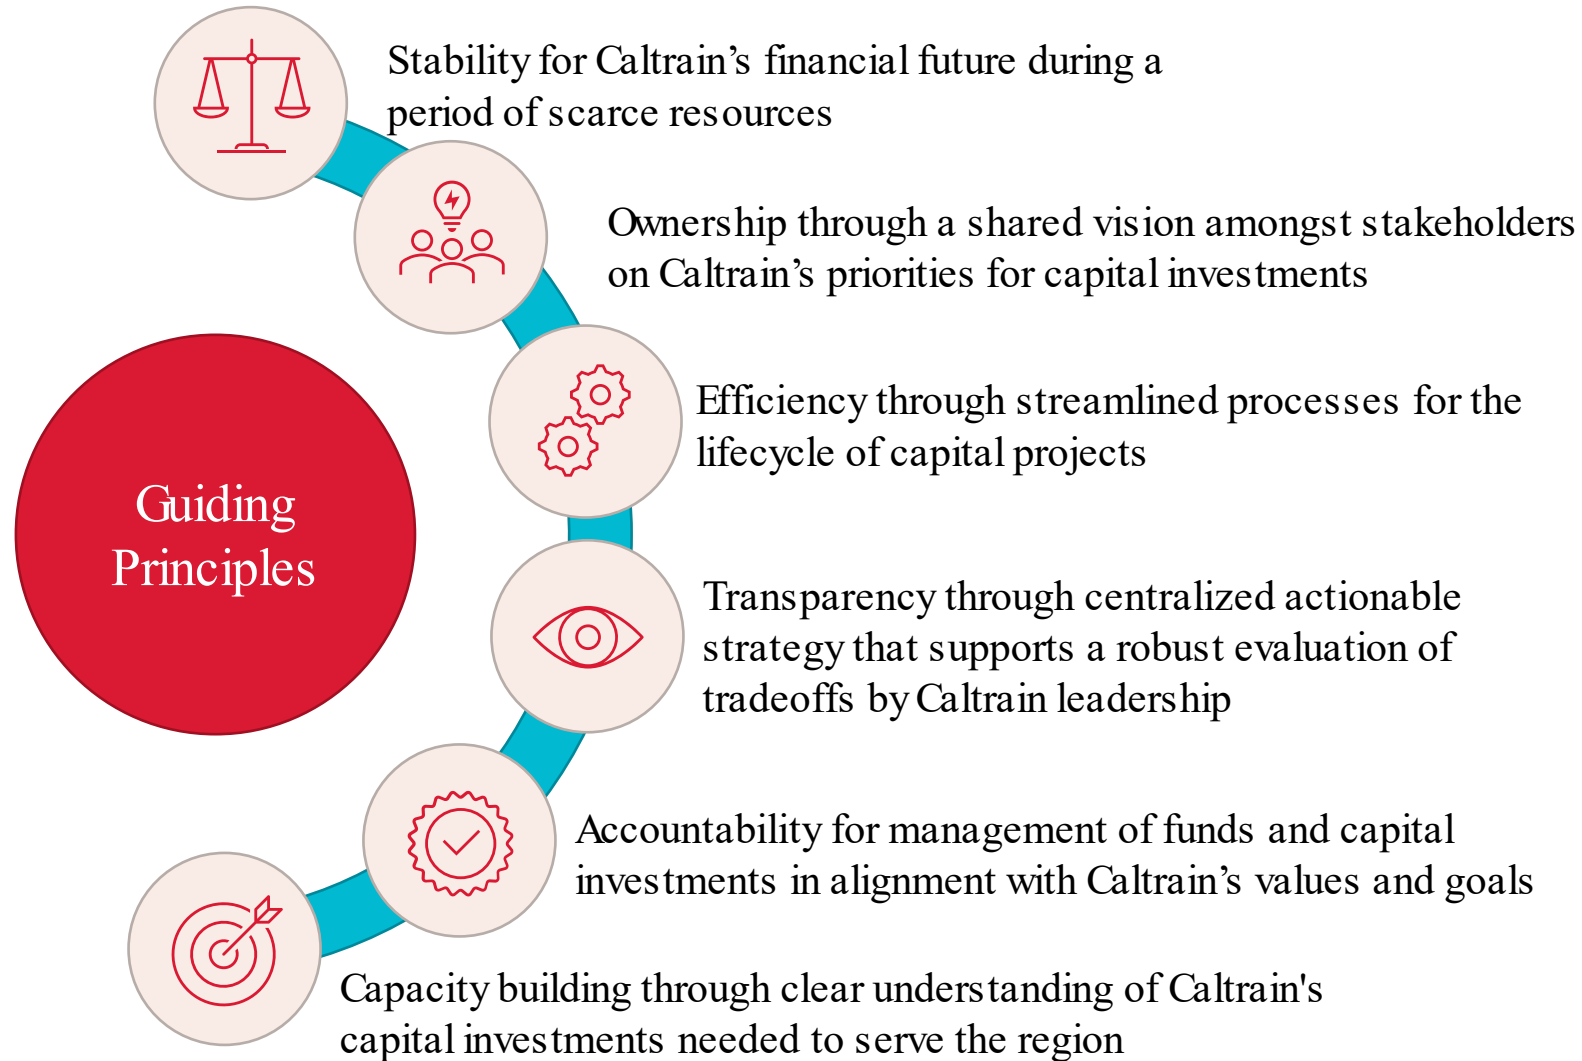 Stability for Caltrain’s financial future during a
period of scarce resources
Ownership through a shared vision amongst stakeholders
on Caltrain’s priorities for capital investments
Efficiency through streamlined processes for the
lifecycle of capital projects
Guiding
Principles
Transparency through centralized actionable
strategy that supports a robust evaluation of
tradeoffs by Caltrain leadership
Accountability for management of funds and capital
investments in alignment with Caltrain’s values and goals
Capacity building through clear understanding of Caltrain's
capital investments needed to serve the region